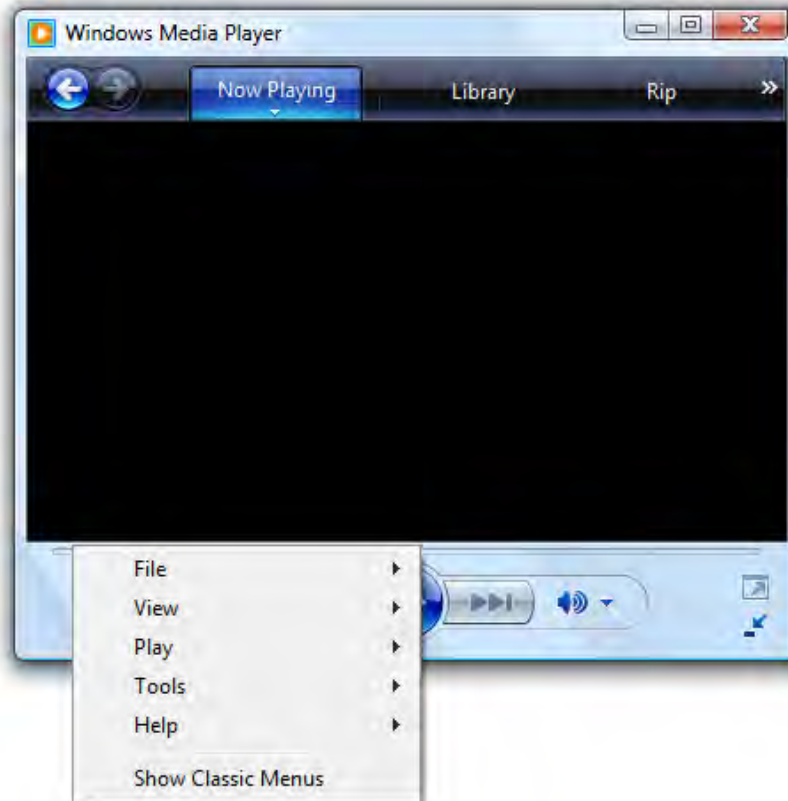 Windows Media Player
Now Playing Library Rip »
File
View
Play
Tools
Help
Show Classic Menus